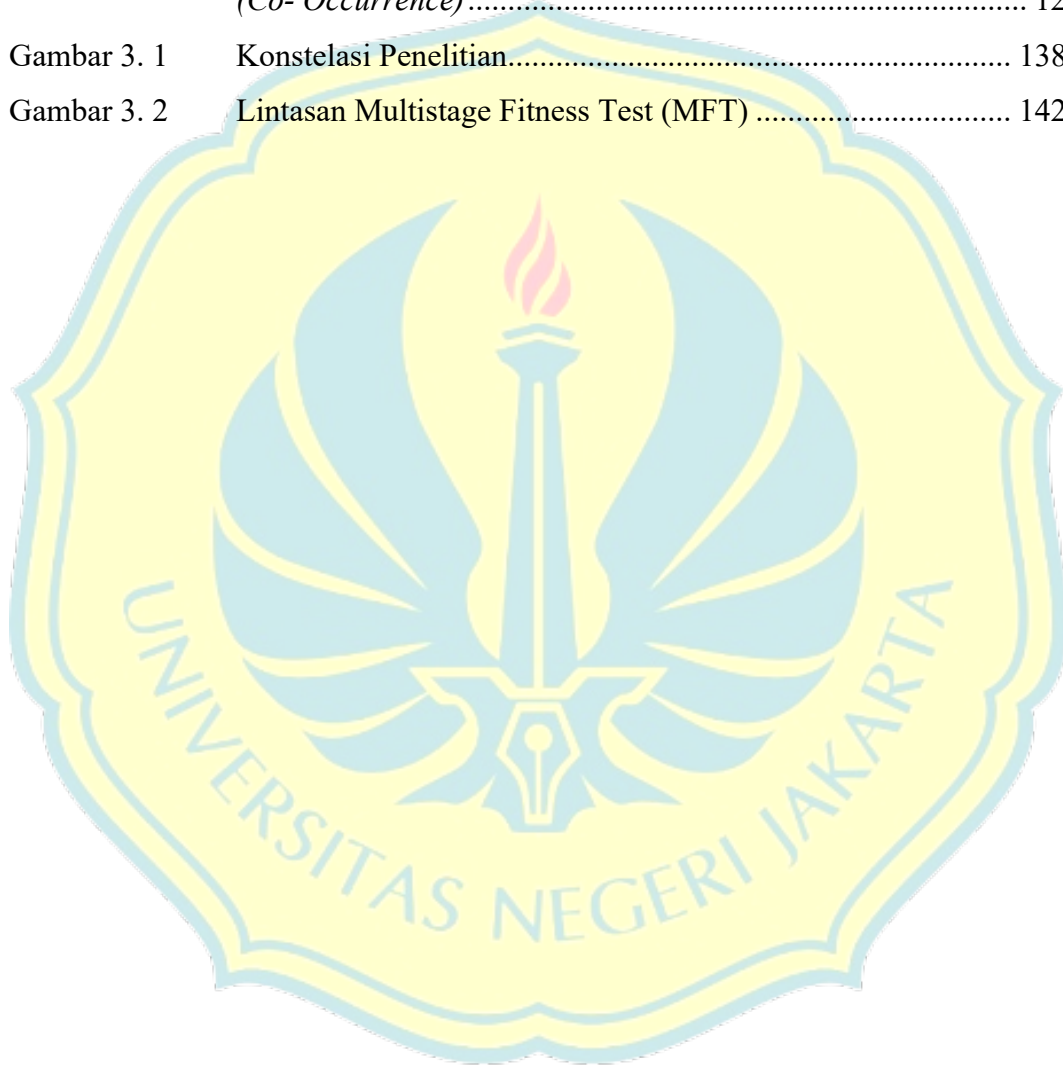 (Co- Occurrence) ........................................................................ 12
Gambar 3. 1 Konstelasi Penelitian................................................................ 138
Gambar 3. 2 Lintasan Multistage Fitness Test (MFT) ................................ 142
UNIVERSITAS NEGERI JAKARTA